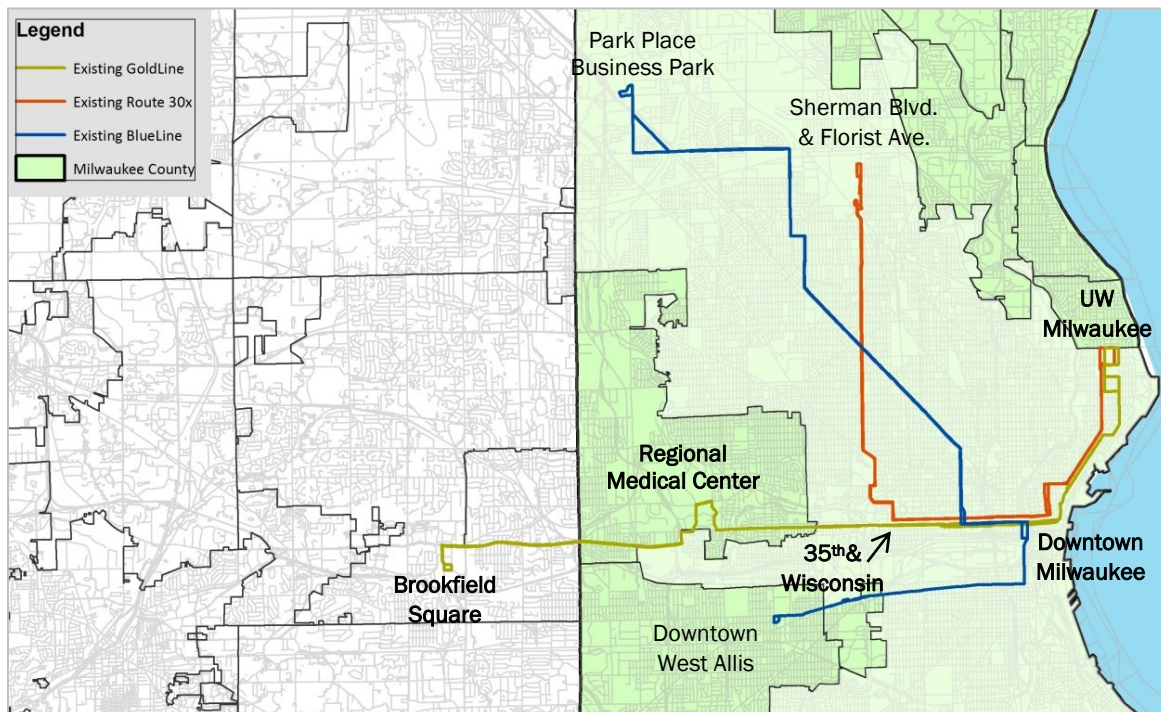 Legend
Existing GoldLine
Existing Route 30x
Existing BlueLine
Milwaukee County
Park Place
Business Park
Sherman Blvd.
& Florist Ave.
UW
Milwaukee
Regional
Medical Center
35th &
Wisconsin
Downtown
Milwaukee
Brookfield
Square
Downtown
West Allis